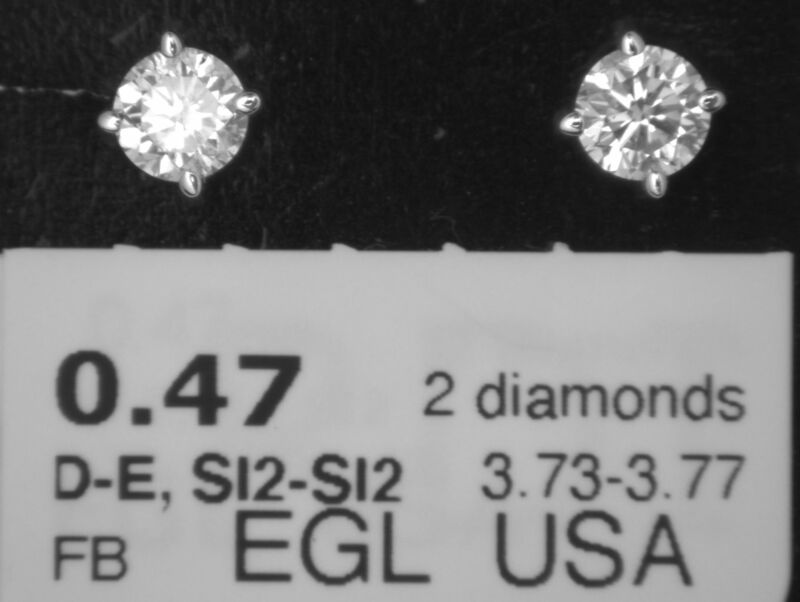 0.47 2 diamonds
D-E, SI2-SI2 3.73-3.77
FB EGL USA